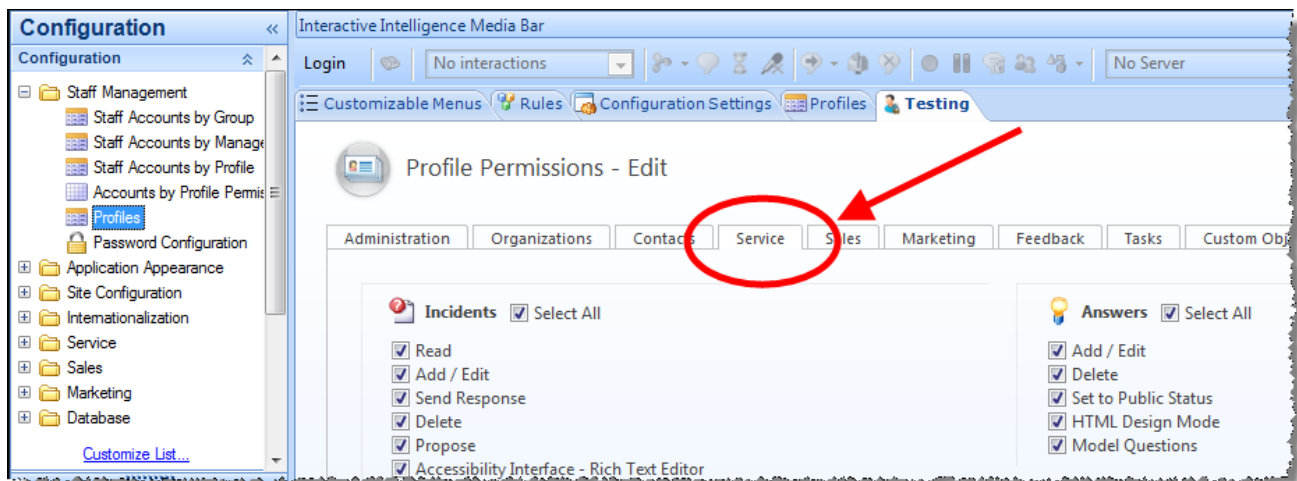 Configuration «
Configuration
Staff Management
Staff Accounts by Group
Staff Accounts by Manage
Staff Accounts by Profile
Accounts by Profile Permis
Profiles
Password Configuration
Application Appearance
Site Configuration
Internationalization
Service
Sales
Marketing
Database
Customize List...
Interactive Intelligence Media Bar
Login No interactions No Server
Customizable Menus Rules Configuration Settings Profiles Testing
Profile Permissions - Edit
Administration Organizations Contacts Service Sales Marketing Feedback Tasks Custom Obj
Incidents Select All
Read
Add / Edit
Send Response
Delete
Propose
Accessibility Interface - Rich Text Editor
Answers Select All
Add / Edit
Delete
Set to Public Status
HTML Design Mode
Model Questions